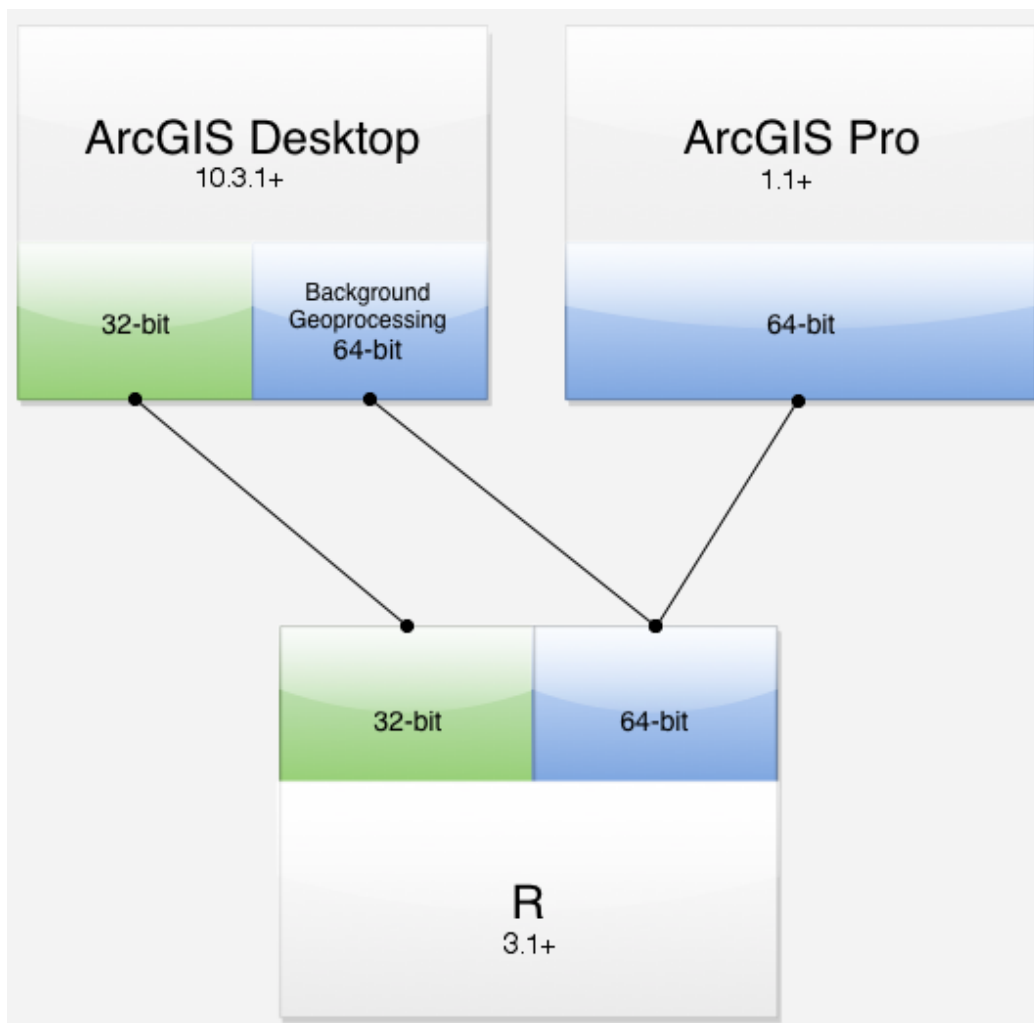 ArcGIS Desktop
10.3.1+
32-bit
Background
Geoprocessing
64-bit
ArcGIS Pro
1.1+
64-bit
32-bit
64-bit
R
3.1+